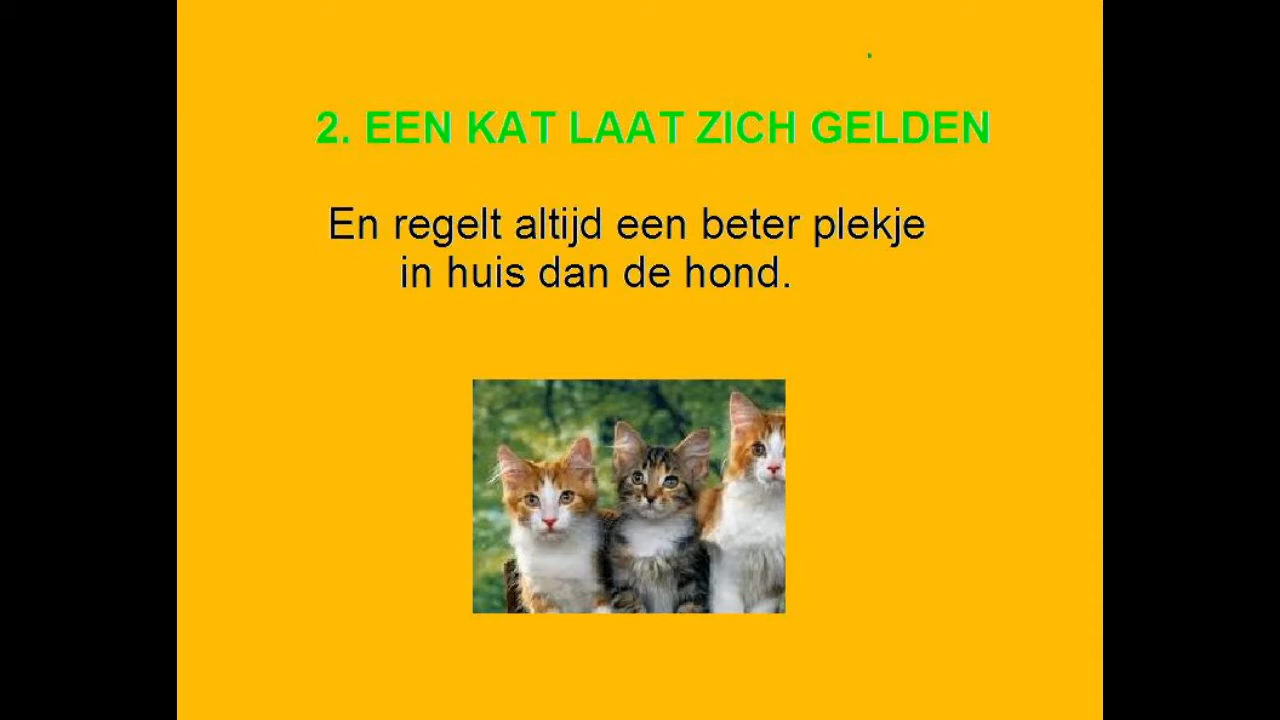 2. EEN KAT LAAT ZICH GELDEN
En regelt altijd een beter plekje
in huis dan de hond.